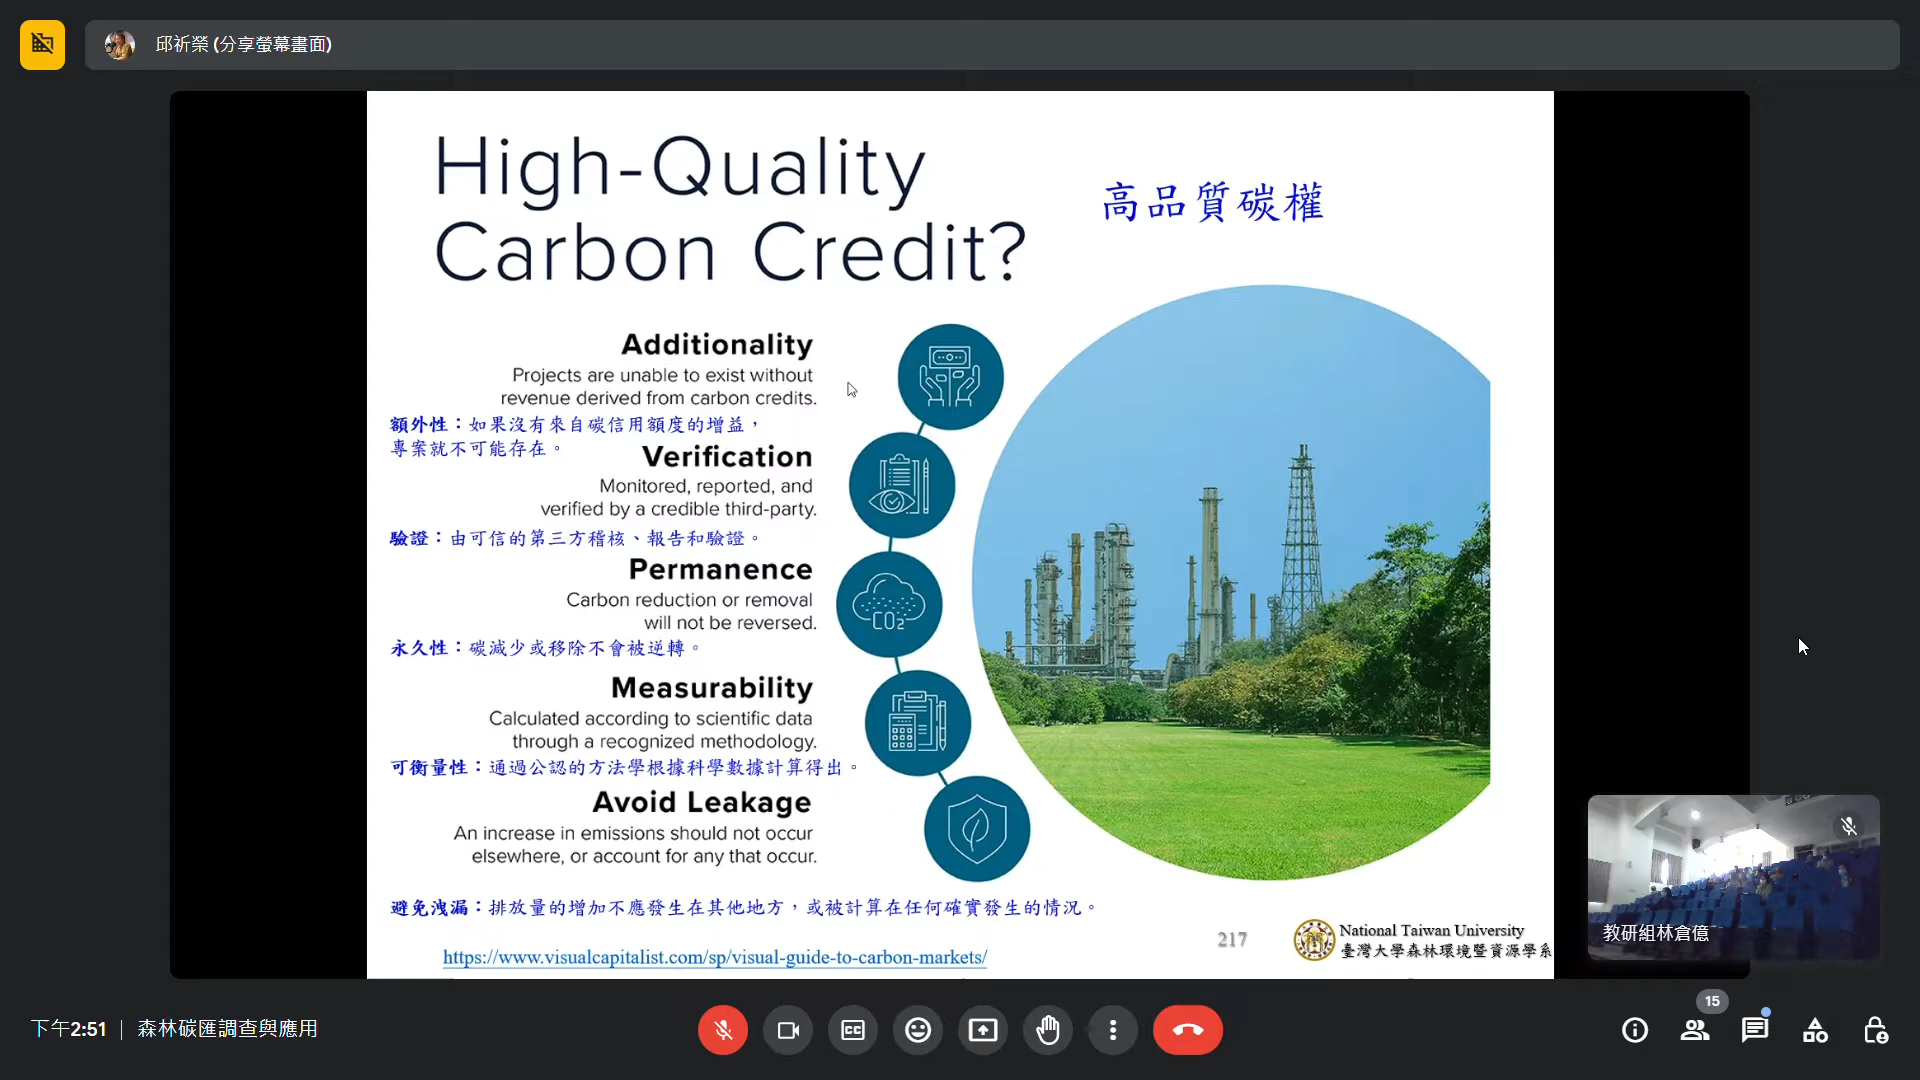 邱祈榮 (分享螢幕畫面)
High-Quality
Carbon Credit?
高品質碳權
Additionality
Projects are unable to exist without
revenue derived from carbon credits.
額外性：如果沒有來自碳信用額度的增益，
專案就不可能存在。
Verification
Monitored, reported, and
verified by a credible third-party.
驗證：由可信的第三方稽核、報告和驗證。
Permanence
Carbon reduction or removal
will not be reversed.
永久性：碳減少或移除不會被逆轉。
CO2
Measurability
Calculated according to scientific data
through a recognized methodology.
可衡量性：通過公認的方法學根據科學數據計算得出。
Avoid Leakage
An increase in emissions should not occur
elsewhere, or account for any that occur.
避免洩漏：排放量的增加不應發生在其他地方，或被計算在任何確實發生的情況。
https://www.visualcapitalist.com/sp/visual-guide-to-carbon-markets/
217
National Taiwan University
臺灣大學森林環境暨資源學系
教研組林倉億
下午2:51 | 森林碳匯調查與應用
CC
15